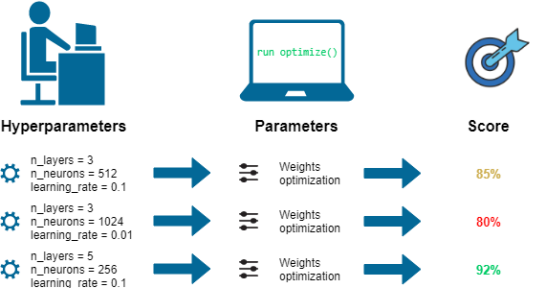 run optimize()
Hyperparameters
Parameters
Score
n_layers = 3
n_neurons = 512
learning_rate = 0.1
Weights
optimization
85%
n_layers = 3
n_neurons = 1024
learning_rate = 0.01
Weights
optimization
80%
n_layers = 5
n_neurons = 256
learning_rate = 0.1
Weights
optimization
92%